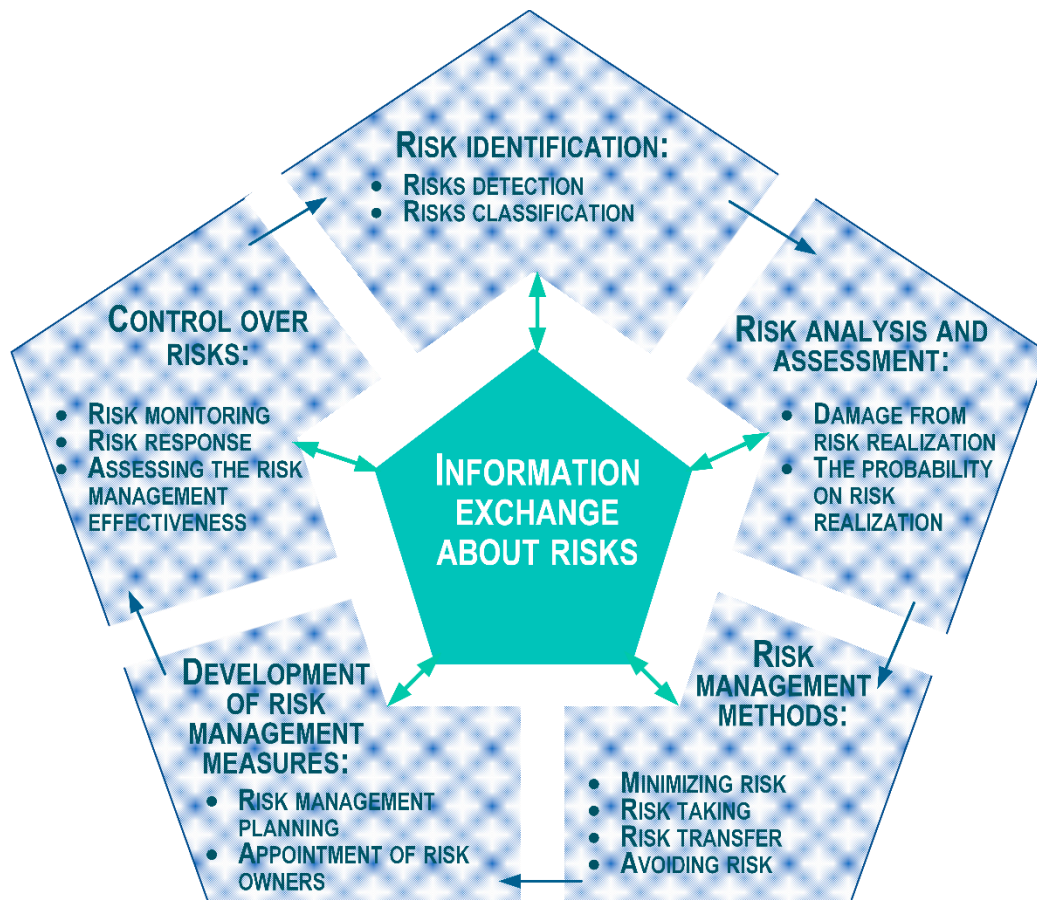 RISK IDENTIFICATION:
• RISKS DETECTION
• RISKS CLASSIFICATION
RISK ANALYSIS AND
ASSESSMENT:
• DAMAGE FROM
RISK REALIZATION
• THE PROBABILITY
ON RISK
REALIZATION
RISK
MANAGEMENT
METHODS:
• MINIMIZING RISK
• RISK TAKING
• RISK TRANSFER
• AVOIDING RISK
DEVELOPMENT
OF RISK
MANAGEMENT
MEASURES:
• RISK MANAGEMENT
PLANNING
• APPOINTMENT OF RISK
OWNERS
CONTROL OVER
RISKS:
• RISK MONITORING
• RISK RESPONSE
• ASSESSING THE RISK
MANAGEMENT
EFFECTIVENESS
INFORMATION
EXCHANGE
ABOUT RISKS